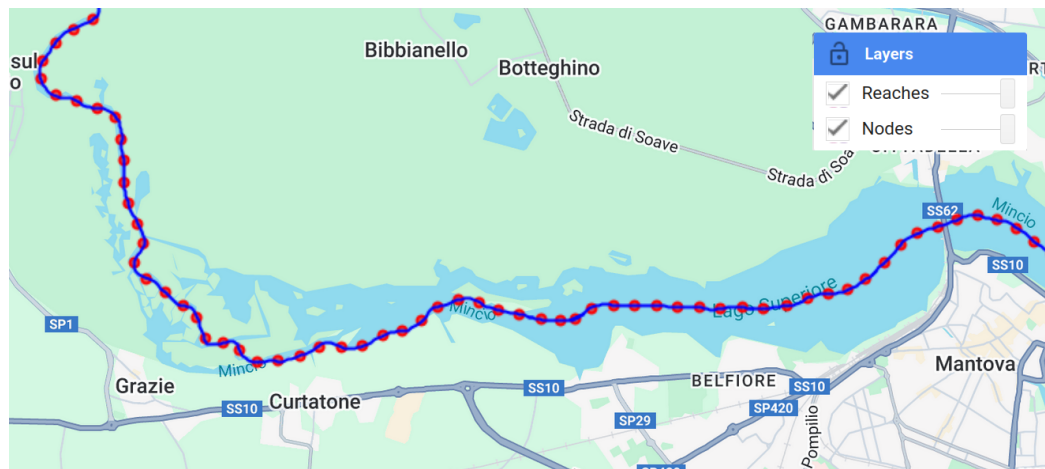 GAMBARARA
Layers
Reaches
Nodes
Bibbianello
Botteghino
sul
o
Strada di Soave
Strada di Soa
SS62
Mincio
SS10
Mincio
Lago Superiore
SP1
Mincio
Grazie
Curtatone
SS10
SS10
BELFIORE
SS10
SP29
SP420
Mantova
Pompilio